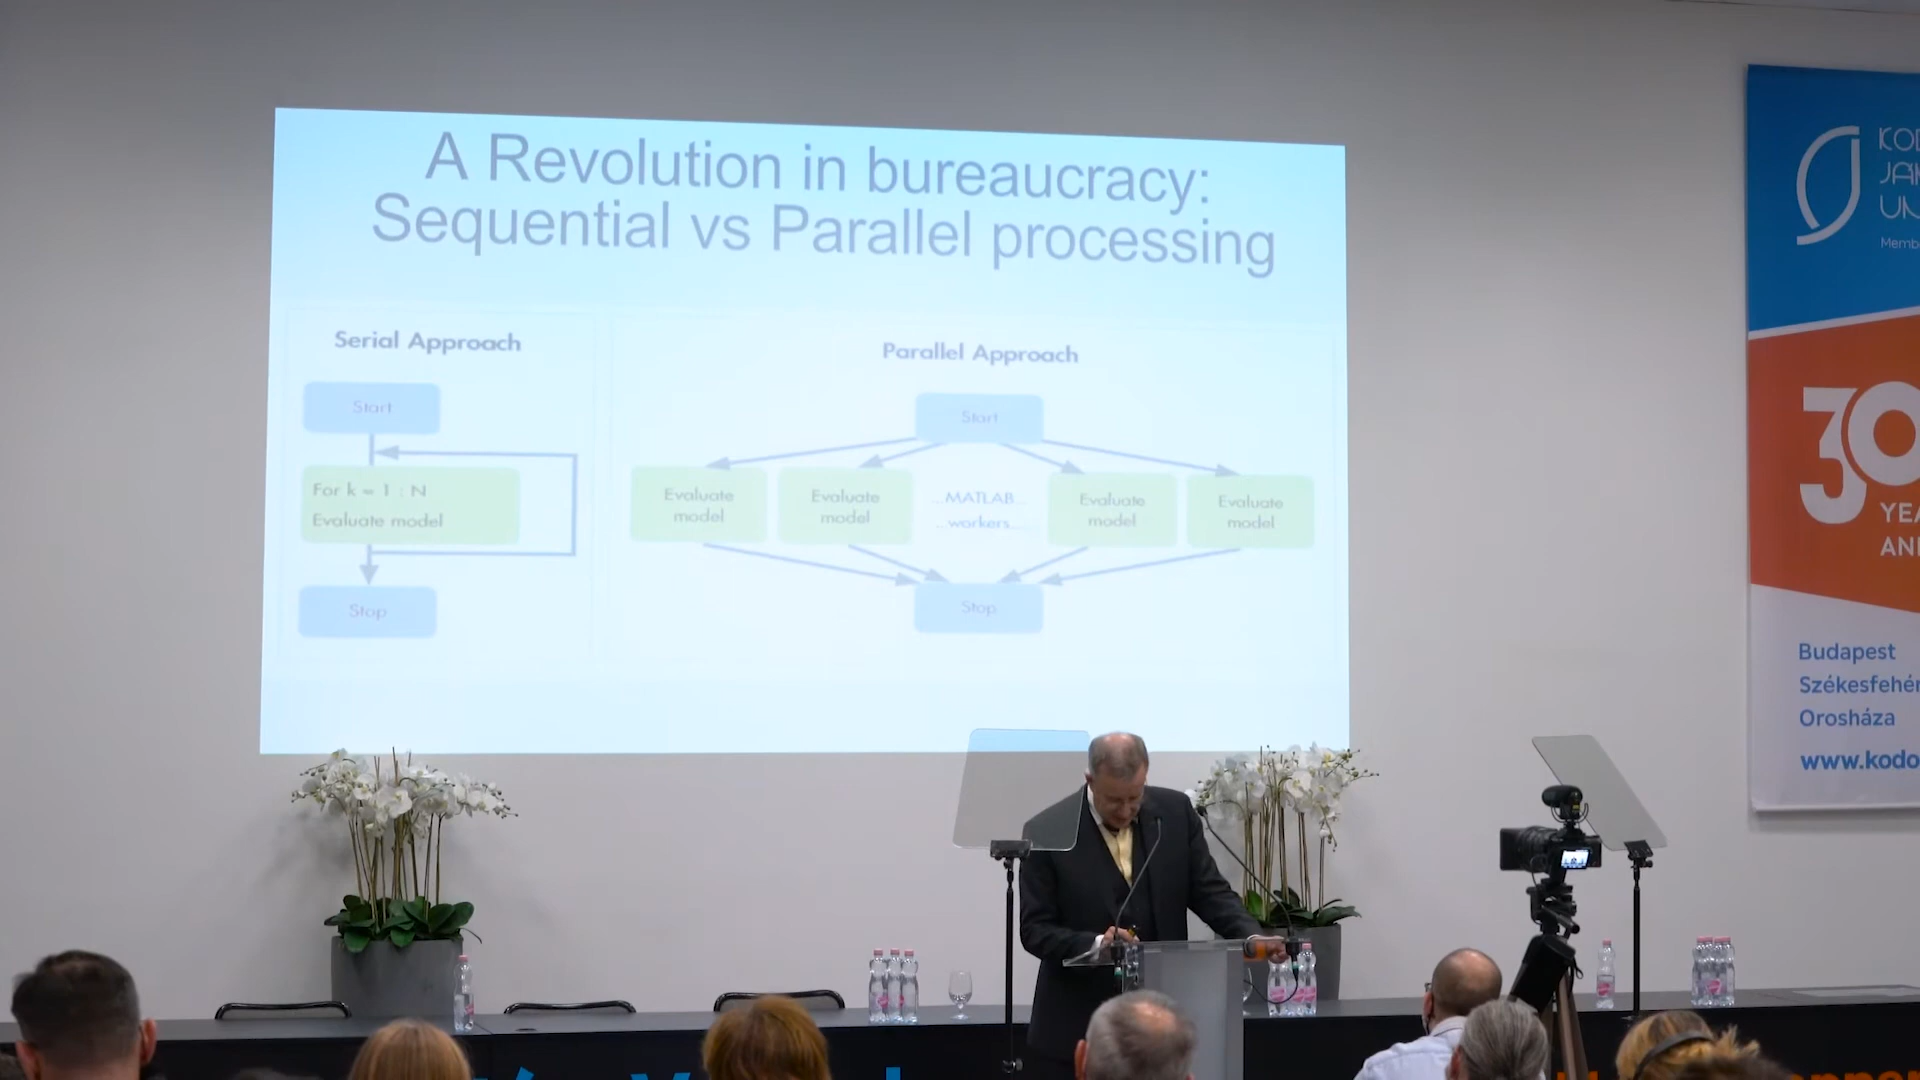 A Revolution in bureaucracy:
Sequential vs Parallel processing
Serial Approach
Start
For k = 1 : N
Evaluate model
Stop
Parallel Approach
Start
Evaluate
model
Evaluate
model
...MATLAB...
...workers...
Evaluate
model
Evaluate
model
Stop
30
Budapest
Orosháza